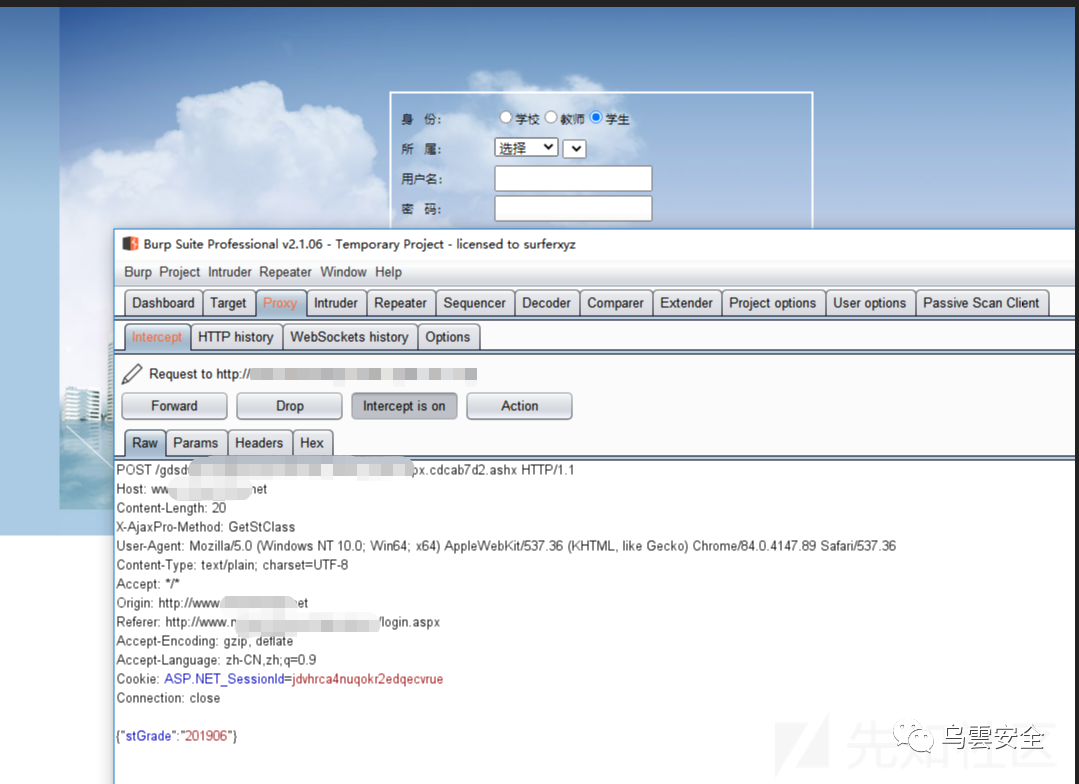 身 份: 学校 教师 学生
所 属: 选择
用户名:
密 码:
Burp Suite Professional v2.1.06 - Temporary Project - licensed to surferxyz
Burp Project Intruder Repeater Window Help
Dashboard Target Proxy Intruder Repeater Sequencer Decoder Comparer Extender Project options User options Passive Scan Client
Intercept HTTP history WebSockets history Options
Request to http://
Forward Drop Intercept is on Action
Raw Params Headers Hex
POST /gdsd px.cdcab7d2.ashx HTTP/1.1
Host: ww net
Content-Length: 20
X-AjaxPro-Method: GetStClass
User-Agent: Mozilla/5.0 (Windows NT 10.0; Win64; x64) AppleWebKit/537.36 (KHTML, like Gecko) Chrome/84.0.4147.89 Safari/537.36
Content-Type: text/plain; charset=UTF-8
Accept: */*
Origin: http://www et
Referer: http://www.n /login.aspx
Accept-Encoding: gzip, deflate
Accept-Language: zh-CN,zh;q=0.9
Cookie: ASP.NET_SessionId=jdvhrca4nuqokr2edqecvrue
Connection: close
{"stGrade":"201906"}
先知社区
乌雲安全